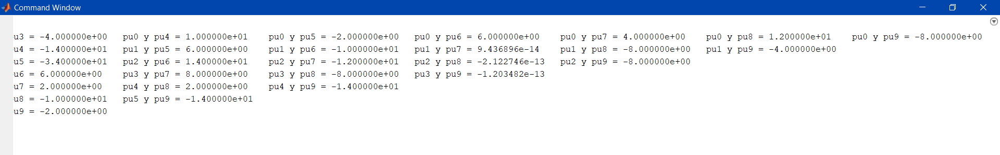 Command Window
u3 = -4.000000e+00 pu0 y pu4 = 1.000000e+01 pu0 y pu5 = -2.000000e+00 pu0 y pu6 = 6.000000e+00 pu0 y pu7 = 4.000000e+00 pu0 y pu8 = 1.200000e+01 pu0 y pu9 = -8.000000e+00
u4 = -1.400000e+01 pu1 y pu5 = 6.000000e+00 pu1 y pu6 = -1.000000e+01 pu1 y pu7 = 9.436896e-14 pu1 y pu8 = -8.000000e+00 pu1 y pu9 = -4.000000e+00
u5 = -3.400000e+01 pu2 y pu6 = 1.400000e+01 pu2 y pu7 = -1.200000e+01 pu2 y pu8 = -2.122746e-13 pu2 y pu9 = -8.000000e+00
u6 = 6.000000e+00 pu3 y pu7 = 8.000000e+00 pu3 y pu8 = -8.000000e+00 pu3 y pu9 = -1.203482e-13
u7 = 2.000000e+00 pu4 y pu8 = 2.000000e+00 pu4 y pu9 = -1.400000e+01
u8 = -1.000000e+01 pu5 y pu9 = -1.400000e+01
u9 = -2.000000e+00